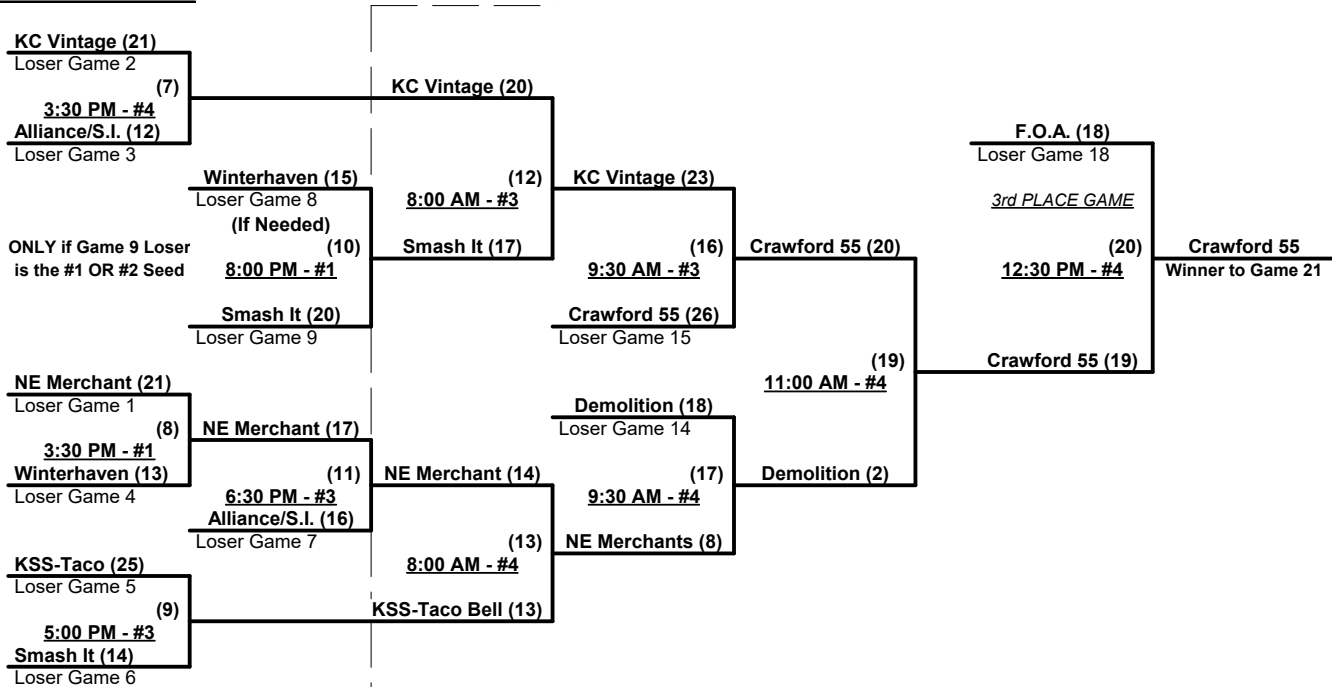 KC Vintage (21)
Loser Game 2
(7)
3:30 PM - #4
Alliance/S.I. (12)
Loser Game 3
KC Vintage (20)
Winterhaven (15)
Loser Game 8
(If Needed)
ONLY if Game 9 Loser
is the #1 OR #2 Seed
(10)
8:00 PM - #1
Smash It (20)
Loser Game 9
(12)
8:00 AM - #3
Smash It (17)
KC Vintage (23)
(16)
9:30 AM - #3
Crawford 55 (26)
Loser Game 15
Crawford 55 (20)
F.O.A. (18)
Loser Game 18
3rd PLACE GAME
(20)
12:30 PM - #4
Crawford 55
Winner to Game 21
Crawford 55 (19)
(19)
11:00 AM - #4
NE Merchant (21)
Loser Game 1
(8)
3:30 PM - #1
Winterhaven (13)
Loser Game 4
NE Merchant (17)
(11)
6:30 PM - #3
Alliance/S.I. (16)
Loser Game 7
NE Merchant (14)
(13)
8:00 AM - #4
Demolition (18)
Loser Game 14
(17)
9:30 AM - #4
NE Merchants (8)
Demolition (2)
KSS-Taco (25)
Loser Game 5
(9)
5:00 PM - #3
Smash It (14)
Loser Game 6
KSS-Taco Bell (13)